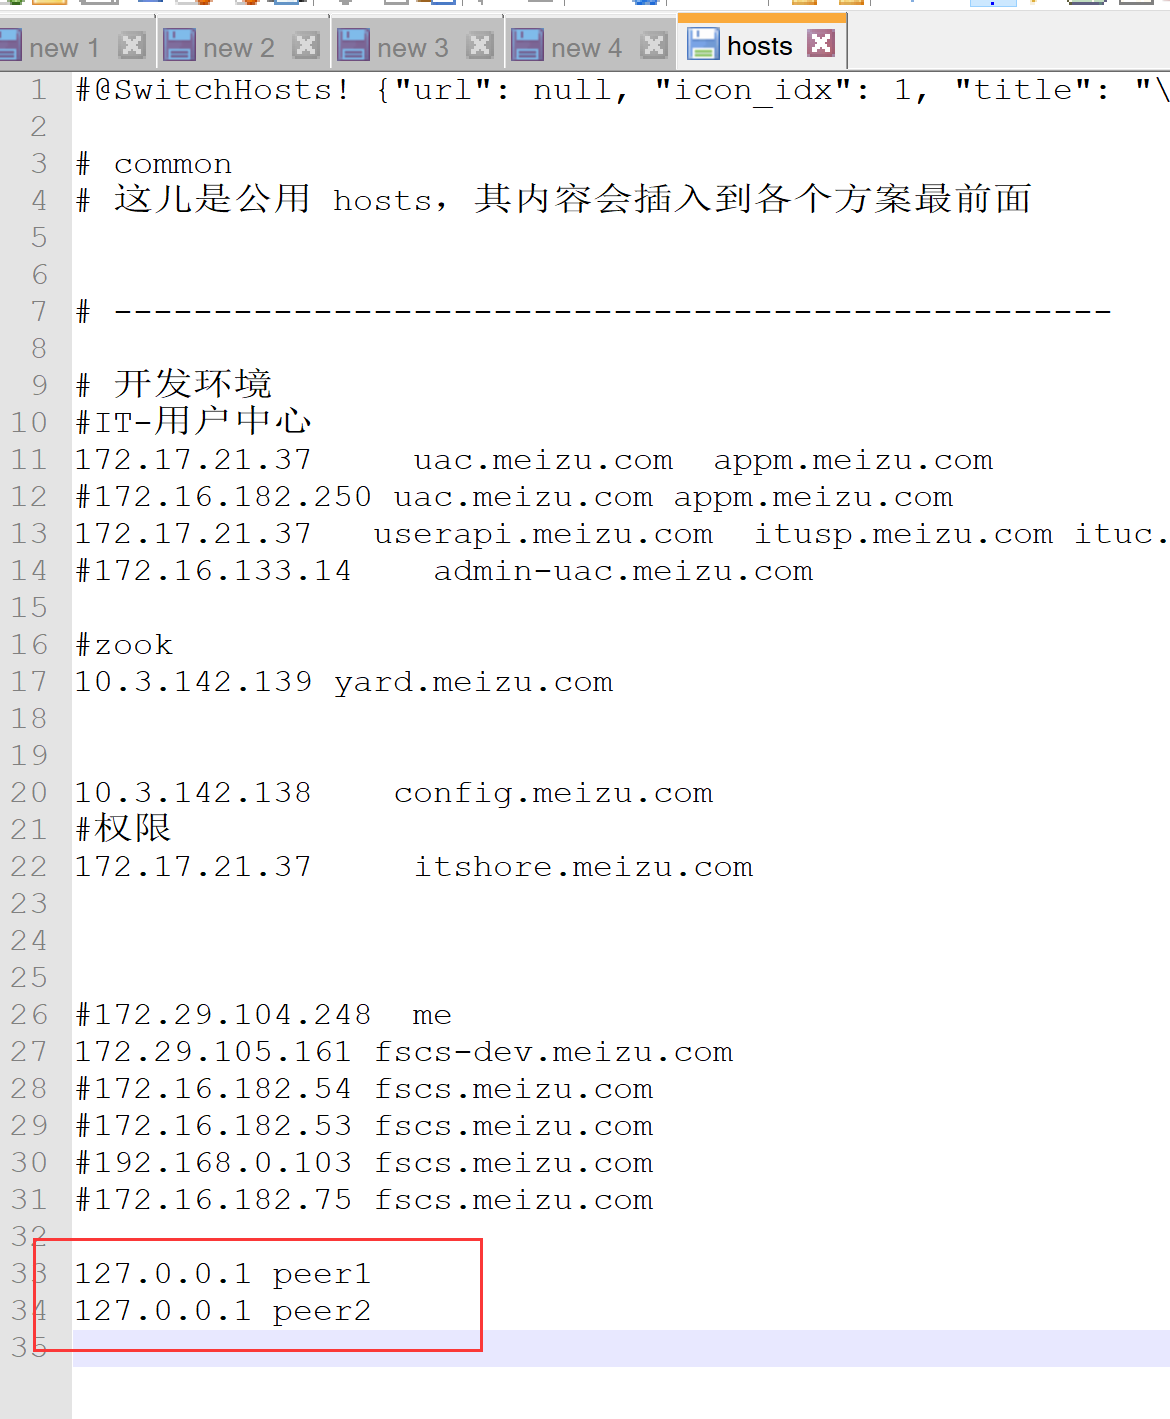 new 1 new 2 new 3 new 4 hosts
1 #@SwitchHosts! {"url": null, "icon_idx": 1, "title": "\
2
3 # common
4 # 这儿是公用 hosts，其内容会插入到各个方案最前面
5
6
7 # --------------------------------------------------
8
9 # 开发环境
10 #IT-用户中心
11 172.17.21.37     uac.meizu.com  appm.meizu.com
12 #172.16.182.250 uac.meizu.com appm.meizu.com
13 172.17.21.37   userapi.meizu.com  itusp.meizu.com ituc.
14 #172.16.133.14    admin-uac.meizu.com
15
16 #zook
17 10.3.142.139 yard.meizu.com
18
19
20 10.3.142.138    config.meizu.com
21 #权限
22 172.17.21.37     itshore.meizu.com
23
24
25
26 #172.29.104.248  me
27 172.29.105.161 fscs-dev.meizu.com
28 #172.16.182.54 fscs.meizu.com
29 #172.16.182.53 fscs.meizu.com
30 #192.168.0.103 fscs.meizu.com
31 #172.16.182.75 fscs.meizu.com
32
33 127.0.0.1 peer1
34 127.0.0.1 peer2
35